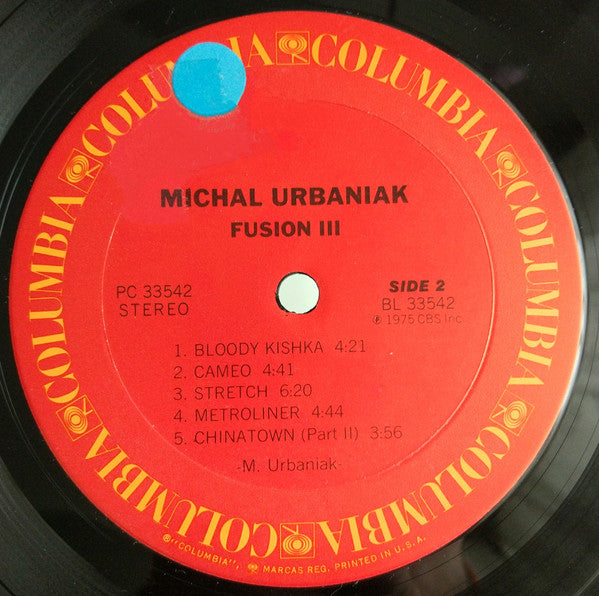 COLUMBIA COLUMBIA COLUMBIA COLUMBIA COLUMBIA COLUMBIA
MICHAL URBANIAK
FUSION III
PC 33542
STEREO
SIDE 2
BL 33542
℗ 1975 CBS Inc
1. BLOODY KISHKA 4:21
2. CAMEO 4:41
3. STRETCH 6:20
4. METROLINER 4:44
5. CHINATOWN (Part II) 3:56
-M. Urbaniak-
®"COLUMBIA", MARCAS REG. PRINTED IN U.S.A.